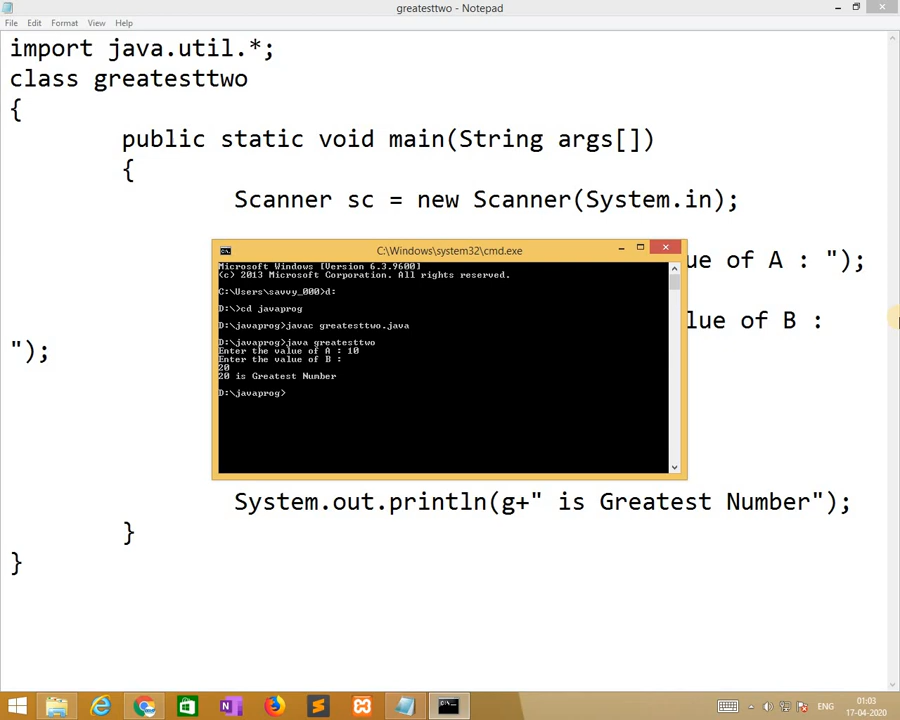 greatesttwo - Notepad
File Edit Format View Help
import java.util.*;
class greatesttwo
{
public static void main(String args[])
{
Scanner sc = new Scanner(System.in);
ue of A : ");
lue of B :
");
C:\Windows\system32\cmd.exe
Microsoft Windows [Version 6.3.9600]
(c) 2013 Microsoft Corporation. All rights reserved.
C:\Users\savvy_000>d:
D:\>cd javaprog
D:\javaprog>javac greatesttwo.java
D:\javaprog>java greatesttwo
Enter the value of A : 10
Enter the value of B :
20
20 is Greatest Number
D:\javaprog>
System.out.println(g+" is Greatest Number");
}
}
ENG
01:03
17-04-2020